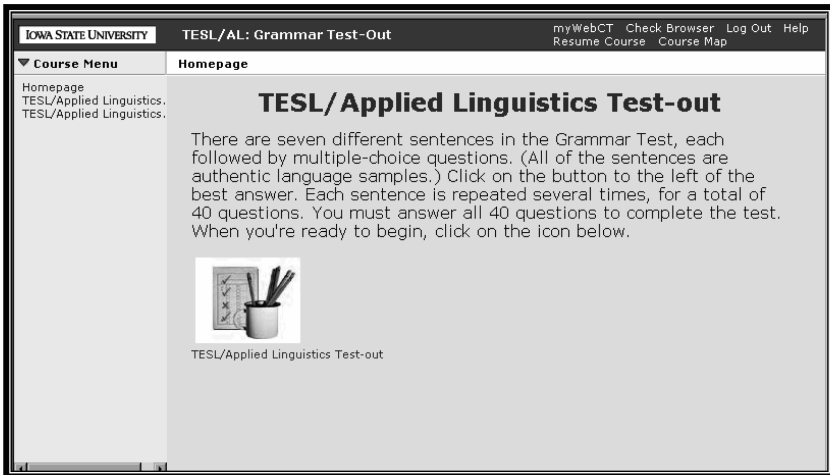 IOWA STATE UNIVERSITY
TESL/AL: Grammar Test-Out
myWebCT Check Browser Log Out Help
Resume Course Course Map
Course Menu
Homepage
Homepage
TESL/Applied Linguistics.
TESL/Applied Linguistics.
TESL/Applied Linguistics Test-out
There are seven different sentences in the Grammar Test, each
followed by multiple-choice questions. (All of the sentences are
authentic language samples.) Click on the button to the left of the
best answer. Each sentence is repeated several times, for a total of
40 questions. You must answer all 40 questions to complete the test.
When you're ready to begin, click on the icon below.
TESL/Applied Linguistics Test-out